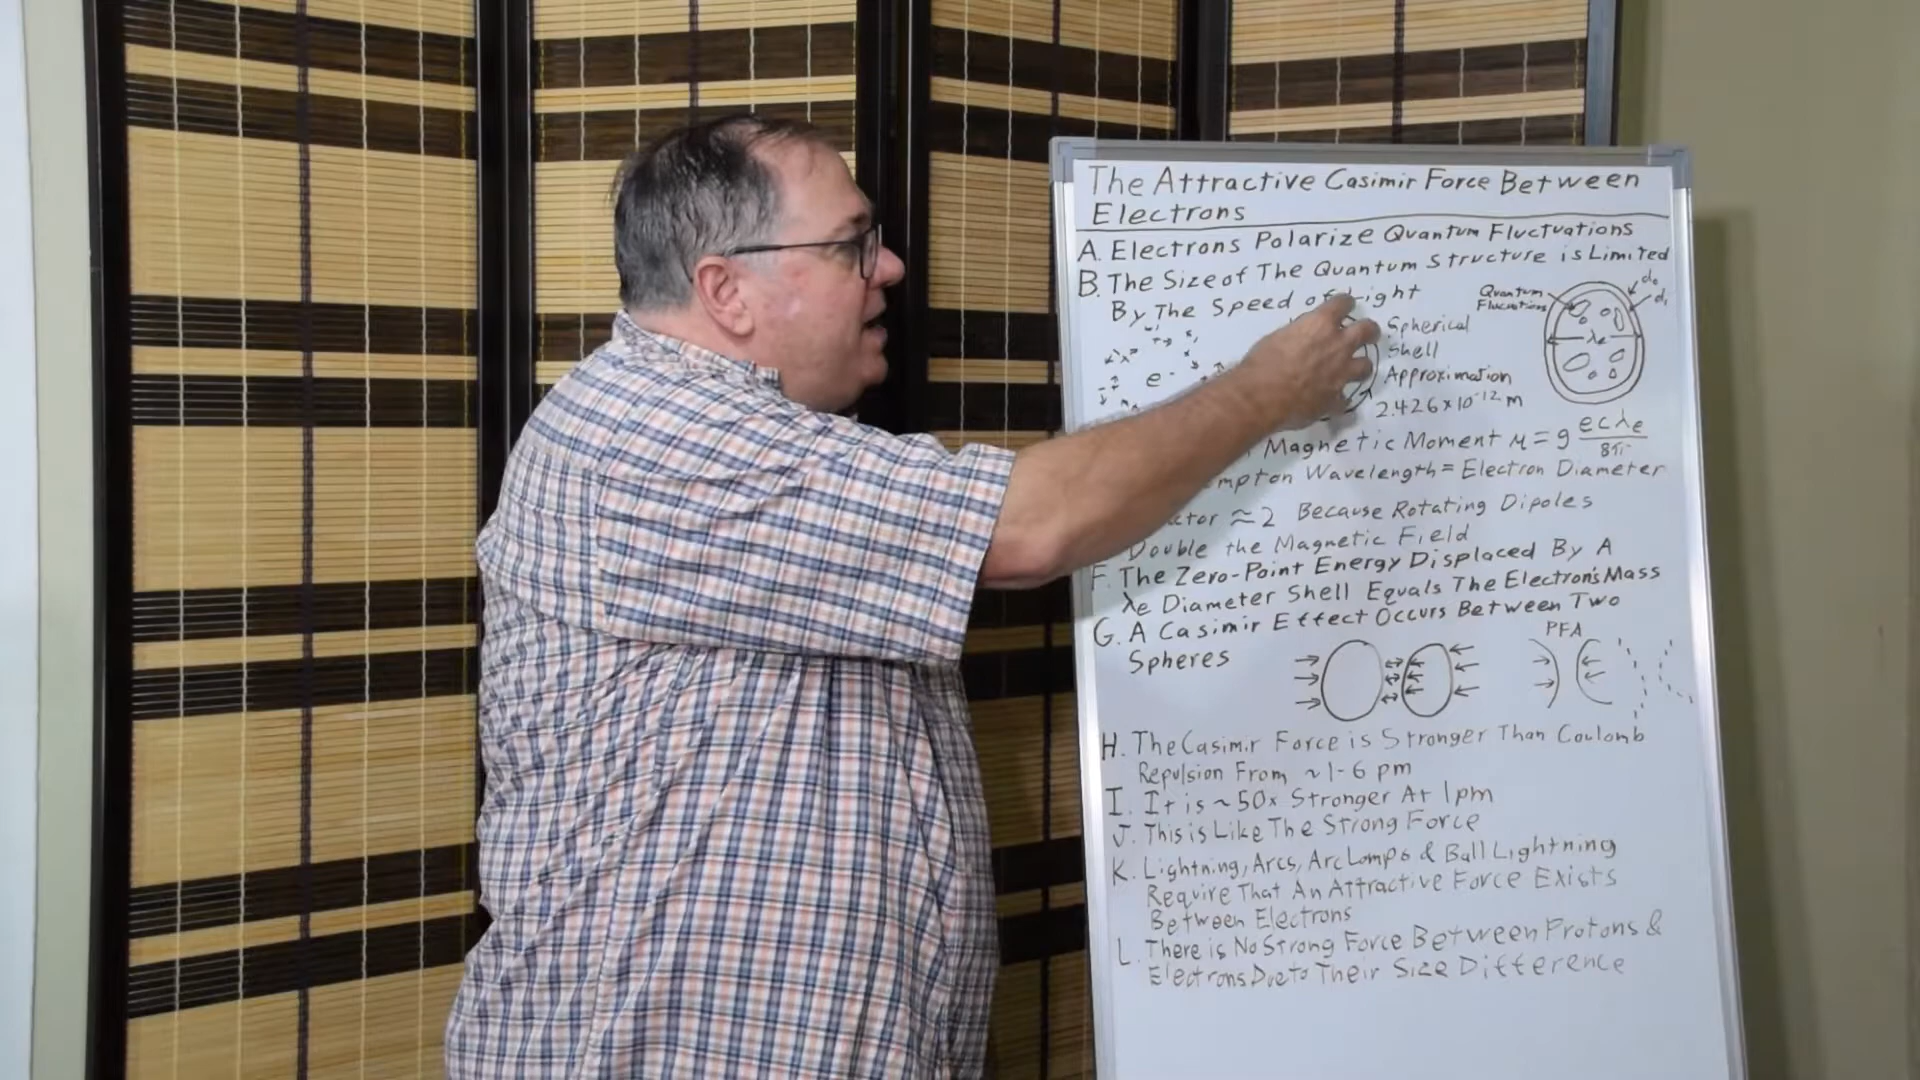 The Attractive Casimir Force Between
Electrons
A. Electrons Polarize Quantum Fluctuations
B. The Size of The Quantum Structure is Limited
By The Speed of Light
Quantum
Fluctuations
d₀
d₁
λe
Spherical
Shell
Approximation
2.426x10⁻¹² m
e⁻
Magnetic Moment μ = g ecλe/8π
mpton Wavelength = Electron Diameter
ctor ≈ 2 Because Rotating Dipoles
Double the Magnetic Field
F. The Zero-Point Energy Displaced By A
λe Diameter Shell Equals The Electron's Mass
G. A Casimir Effect Occurs Between Two
Spheres
PFA
H. The Casimir Force is Stronger Than Coulomb
Repulsion From ~1-6 pm
I. It is ~50x Stronger At 1pm
J. This is Like The Strong Force
K. Lightning, Arcs, Arc Lamps & Ball Lightning
Require That An Attractive Force Exists
Between Electrons
L. There is No Strong Force Between Protons &
Electrons Due to Their Size Difference